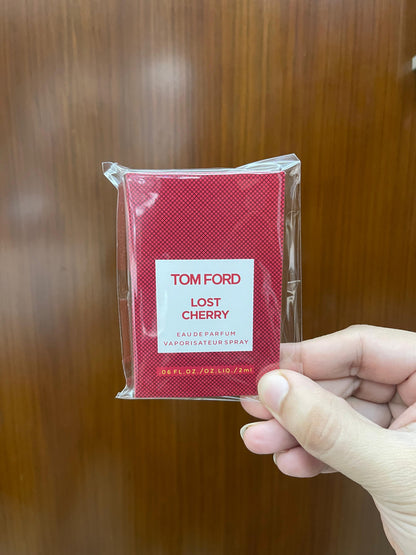 TOM FORD
LOST
CHERRY
EAU DE PARFUM
VAPORISATEUR SPRAY
.06 FL.OZ./OZ.LIQ./2ml